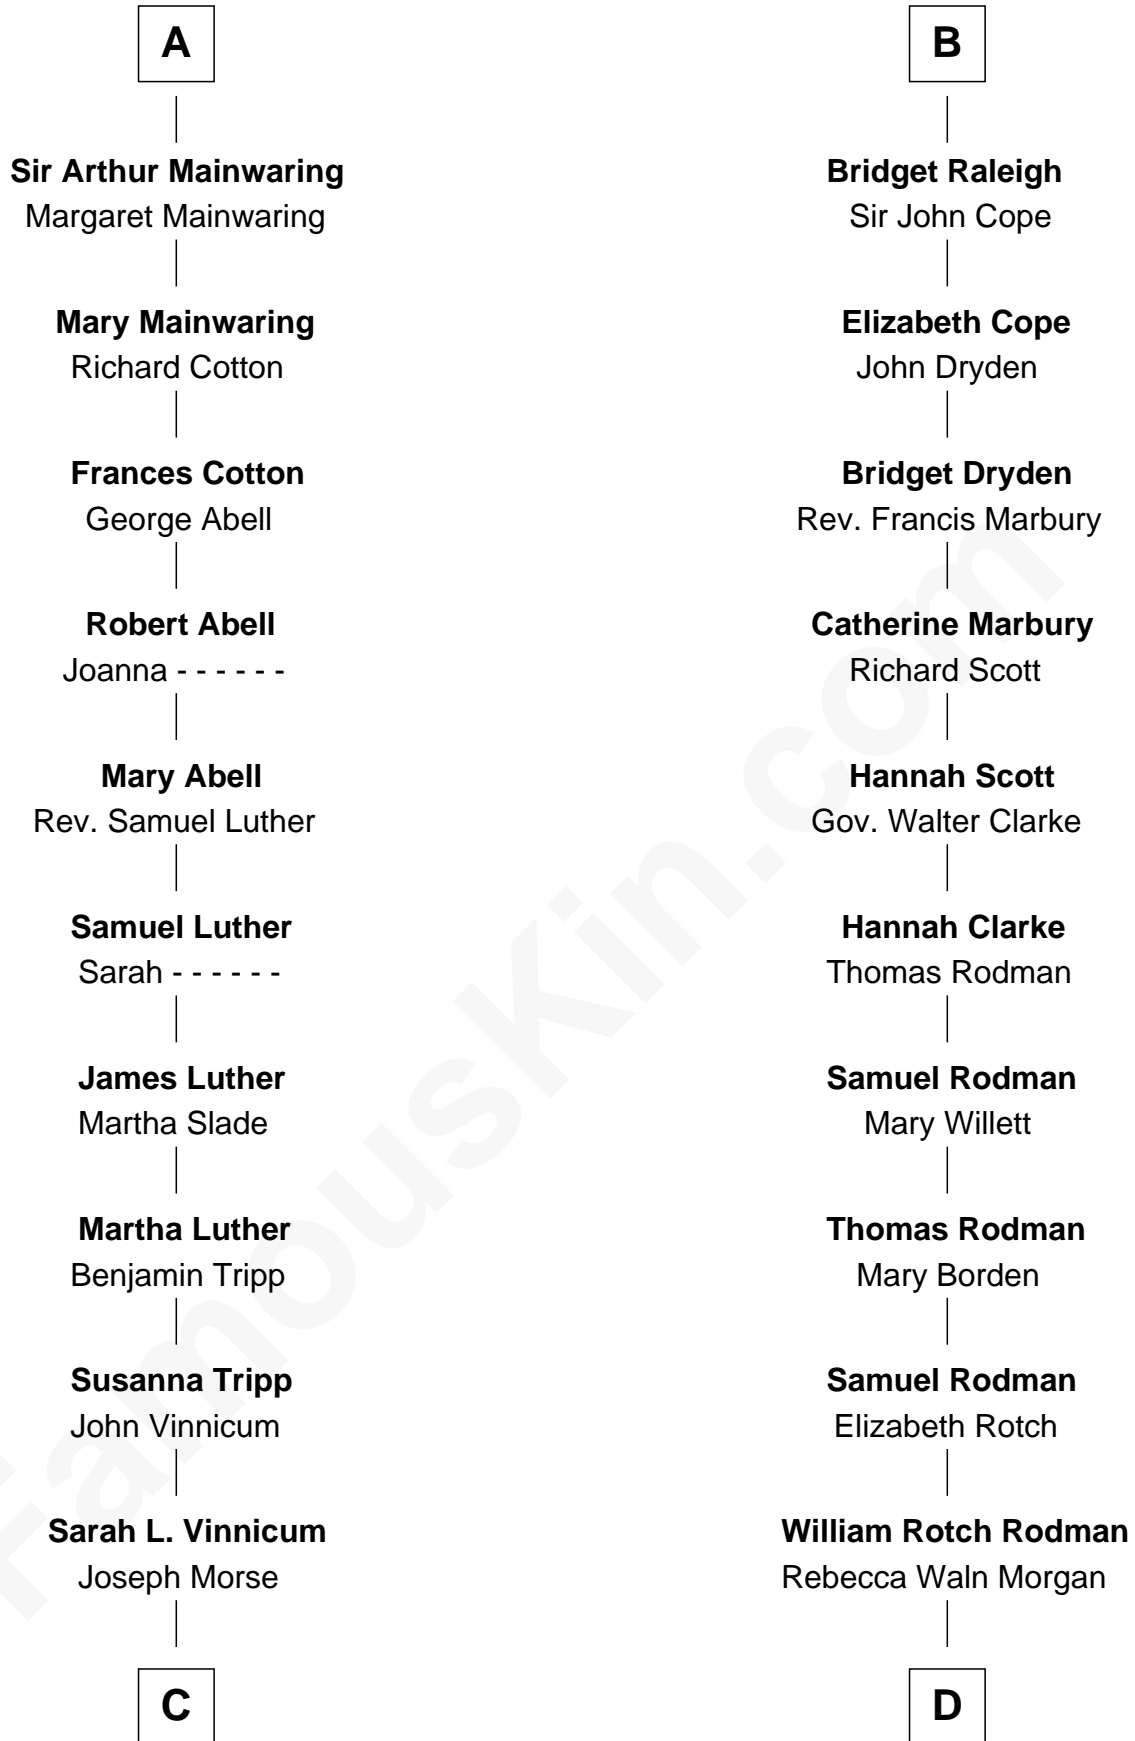 A
Sir Arthur Mainwaring
Margaret Mainwaring
Mary Mainwaring
Richard Cotton
Frances Cotton
George Abell
Robert Abell
Joanna - - - - - -
Mary Abell
Rev. Samuel Luther
Samuel Luther
Sarah - - - - - -
James Luther
Martha Slade
Martha Luther
Benjamin Tripp
Susanna Tripp
John Vinnicum
Sarah L. Vinnicum
Joseph Morse
C
B
Bridget Raleigh
Sir John Cope
Elizabeth Cope
John Dryden
Bridget Dryden
Rev. Francis Marbury
Catherine Marbury
Richard Scott
Hannah Scott
Gov. Walter Clarke
Hannah Clarke
Thomas Rodman
Samuel Rodman
Mary Willett
Thomas Rodman
Mary Borden
Samuel Rodman
Elizabeth Rotch
William Rotch Rodman
Rebecca Waln Morgan
D
FamousKin.com